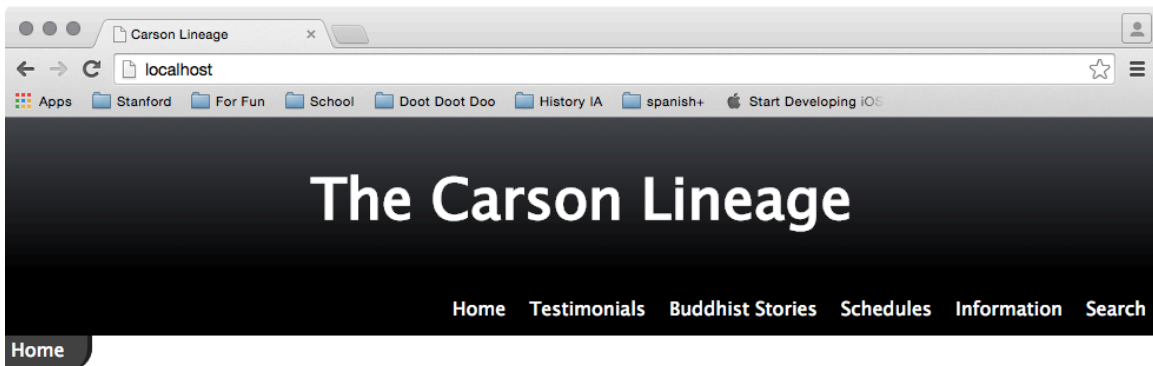 Carson Lineage
localhost
Apps Stanford For Fun School Doot Doot Doo History IA spanish+ Start Developing iOS
The Carson Lineage
Home Testimonials Buddhist Stories Schedules Information Search
Home